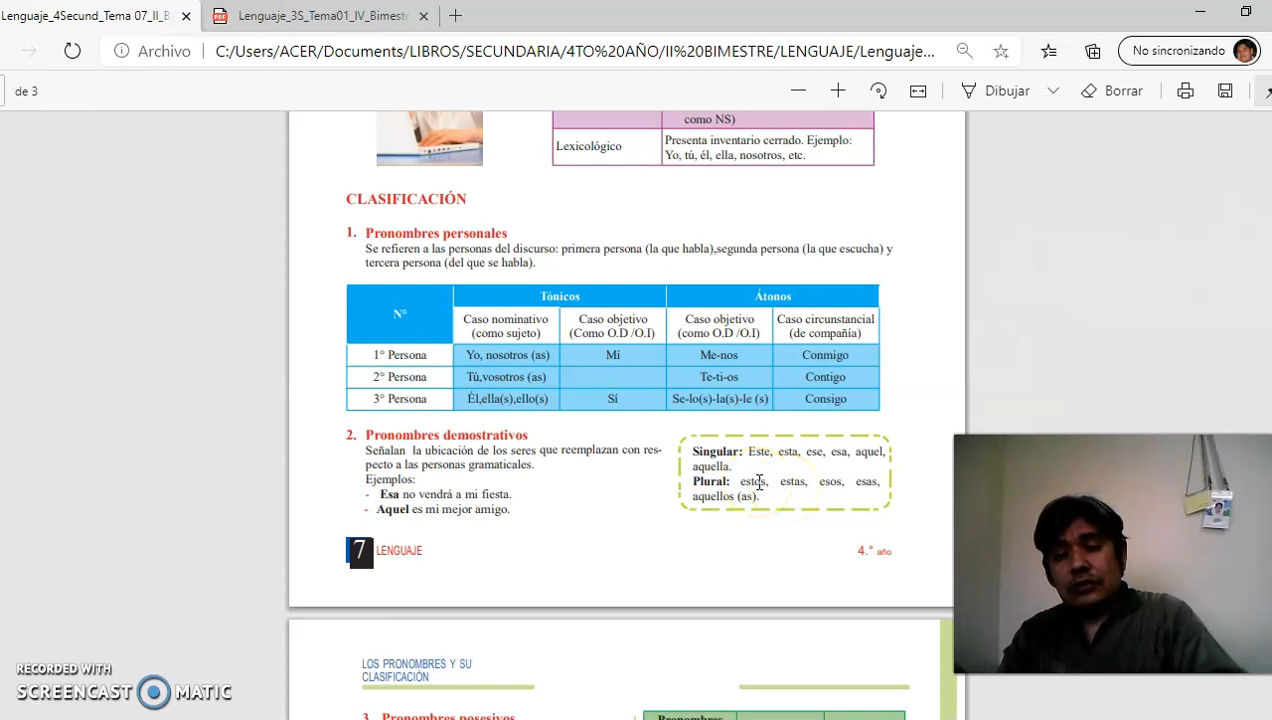 Lenguaje_4Secund_Tema 07_II_B
Lenguaje_3S_Tema01_IV_Bimestr
Archivo
C:/Users/ACER/Documents/LIBROS/SECUNDARIA/4TO%20AÑO/II%20BIMESTRE/LENGUAJE/Lenguaje...
No sincronizando
de 3
Dibujar
Borrar
como NS)
Lexicológico
Presenta inventario cerrado. Ejemplo:
Yo, tú, él, ella, nosotros, etc.
CLASIFICACIÓN
1. Pronombres personales
Se refieren a las personas del discurso: primera persona (la que habla),segunda persona (la que escucha) y
tercera persona (del que se habla).
N° Tónicos Átonos
Caso nominativo Caso objetivo Caso objetivo Caso circunstancial
(como sujeto) (Como O.D /O.I) (como O.D /O.I) (de compañía)
1° Persona Yo, nosotros (as) Mí Me-nos Conmigo
2° Persona Tú,vosotros (as) Te-ti-os Contigo
3° Persona Él,ella(s),ello(s) Sí Se-lo(s)-la(s)-le (s) Consigo
2. Pronombres demostrativos
Señalan la ubicación de los seres que reemplazan con res-
pecto a las personas gramaticales.
Ejemplos:
- Esa no vendrá a mi fiesta.
- Aquel es mi mejor amigo.
Singular: Este, esta, ese, esa, aquel,
aquella.
Plural: estos, estas, esos, esas,
aquellos (as).
7 LENGUAJE
4.° año
LOS PRONOMBRES Y SU
CLASIFICACIÓN
3. Pronombres posesivos
Pronombres
RECORDED WITH
SCREENCAST MATIC